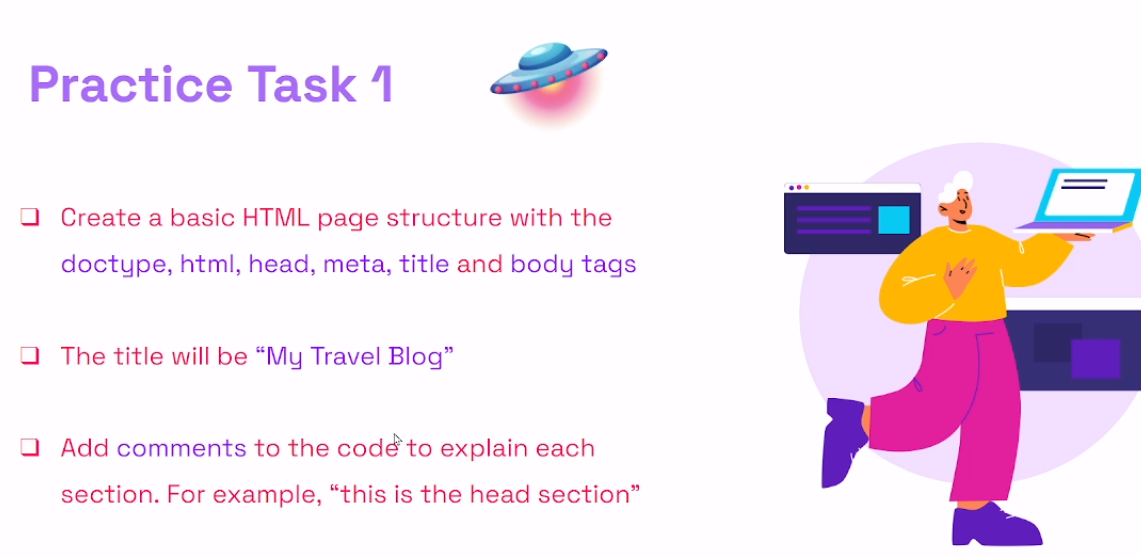 Practice Task 1
❏ Create a basic HTML page structure with the
doctype, html, head, meta, title and body tags
❏ The title will be “My Travel Blog”
❏ Add comments to the code to explain each
section. For example, “this is the head section”